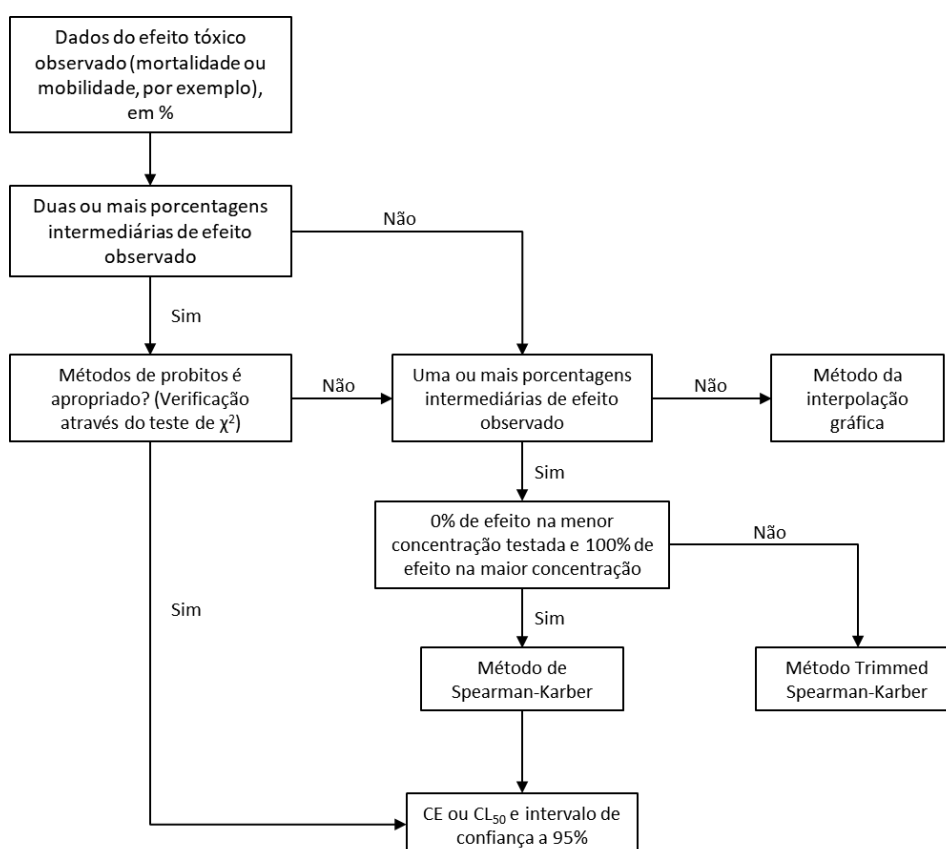 Dados do efeito tóxico
observado (mortalidade ou
mobilidade, por exemplo),
em %
Duas ou mais porcentagens
intermediárias de efeito
observado
Não
Sim
Métodos de probitos é
apropriado? (Verificação
através do teste de χ²)
Não
Uma ou mais porcentagens
intermediárias de efeito
observado
Não
Método da
interpolação
gráfica
Sim
0% de efeito na menor
concentração testada e 100% de
efeito na maior concentração
Não
Sim
Sim
Método de
Spearman-Karber
Método Trimmed
Spearman-Karber
CE ou CL₅₀ e intervalo de
confiança a 95%